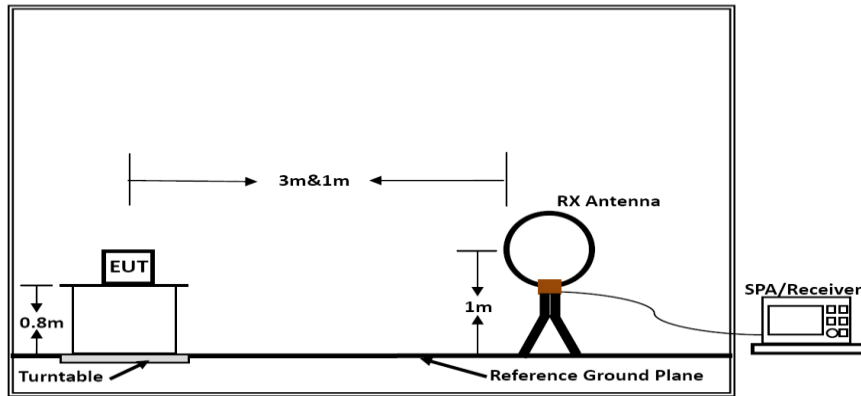 3m&1m
RX Antenna
EUT
SPA/Receiver
0.8m
1m
Turntable
Reference Ground Plane